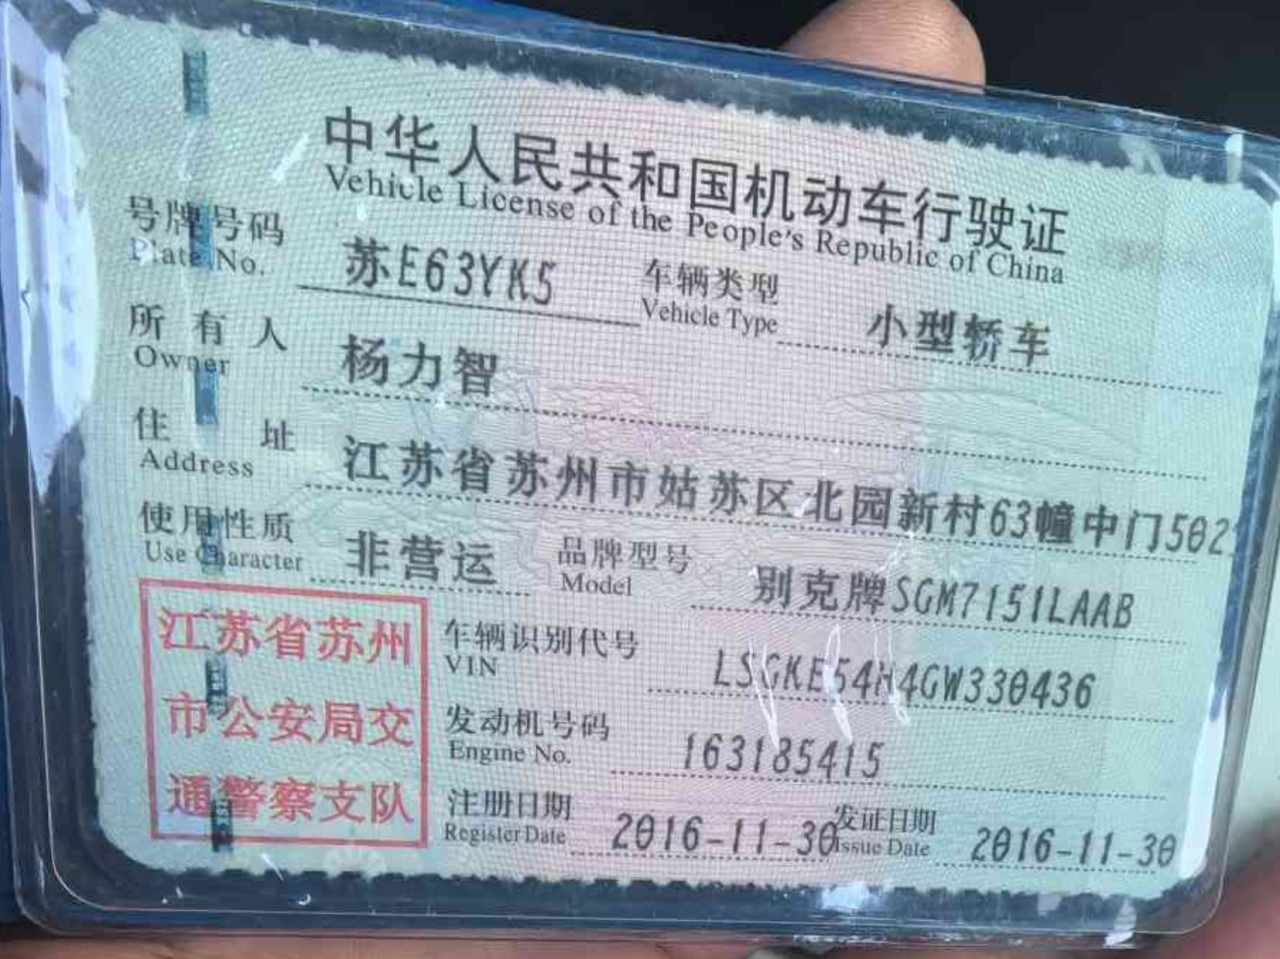 中华人民共和国机动车行驶证
Vehicle License of the People's Republic of China
号牌号码 苏E63YK5 车辆类型 小型轿车
Plate No. Vehicle Type
所有人 杨力智
Owner
住址 江苏省苏州市姑苏区北园新村63幢中门502
Address
使用性质 非营运 品牌型号 别克牌SGM7151LAAB
Use Character Model
江苏省苏州
市公安局交
通警察支队
车辆识别代号 LSGKE54H4GW330436
VIN
发动机号码 163185415
Engine No.
注册日期 2016-11-30 发证日期 2016-11-30
Register Date Issue Date